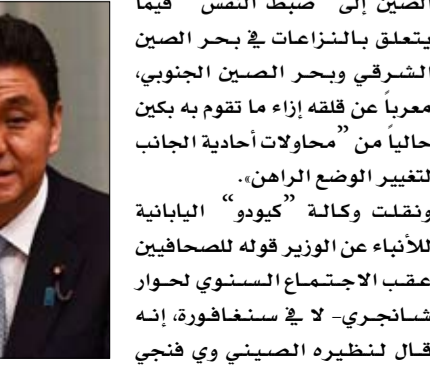 الصين إلى ”ضبط النفس“ فيما
يتعلق بالنزاعات في بحر الصين
الشرقي وبحر الصين الجنوبي،
معرباً عن قلقه إزاء ما تقوم به بكين
حالياً من ”محاولات أحادية الجانب
لتغيير الوضع الراهن».
ونقلت وكالة ”كيودو“ اليابانية
للأنباء عن الوزير قوله للصحافيين
عقب الاجتماع السنوي لحوار
شانجري- لا في سنغافورة، إنه
قال لنظيره الصيني وي فنجي